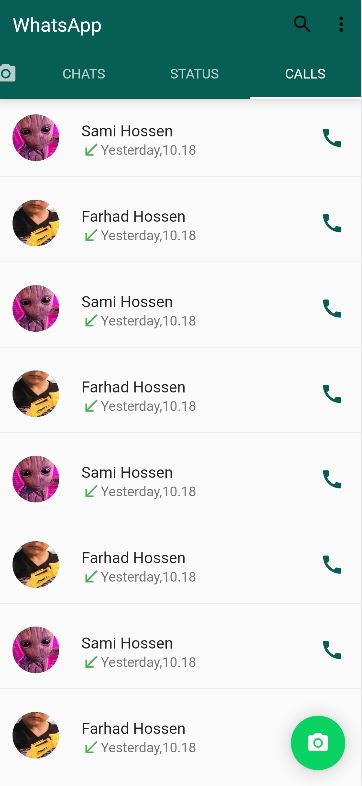 WhatsApp
CHATS STATUS CALLS
Sami Hossen
Yesterday,10.18
Farhad Hossen
Yesterday,10.18
Sami Hossen
Yesterday,10.18
Farhad Hossen
Yesterday,10.18
Sami Hossen
Yesterday,10.18
Farhad Hossen
Yesterday,10.18
Sami Hossen
Yesterday,10.18
Farhad Hossen
Yesterday,10.18